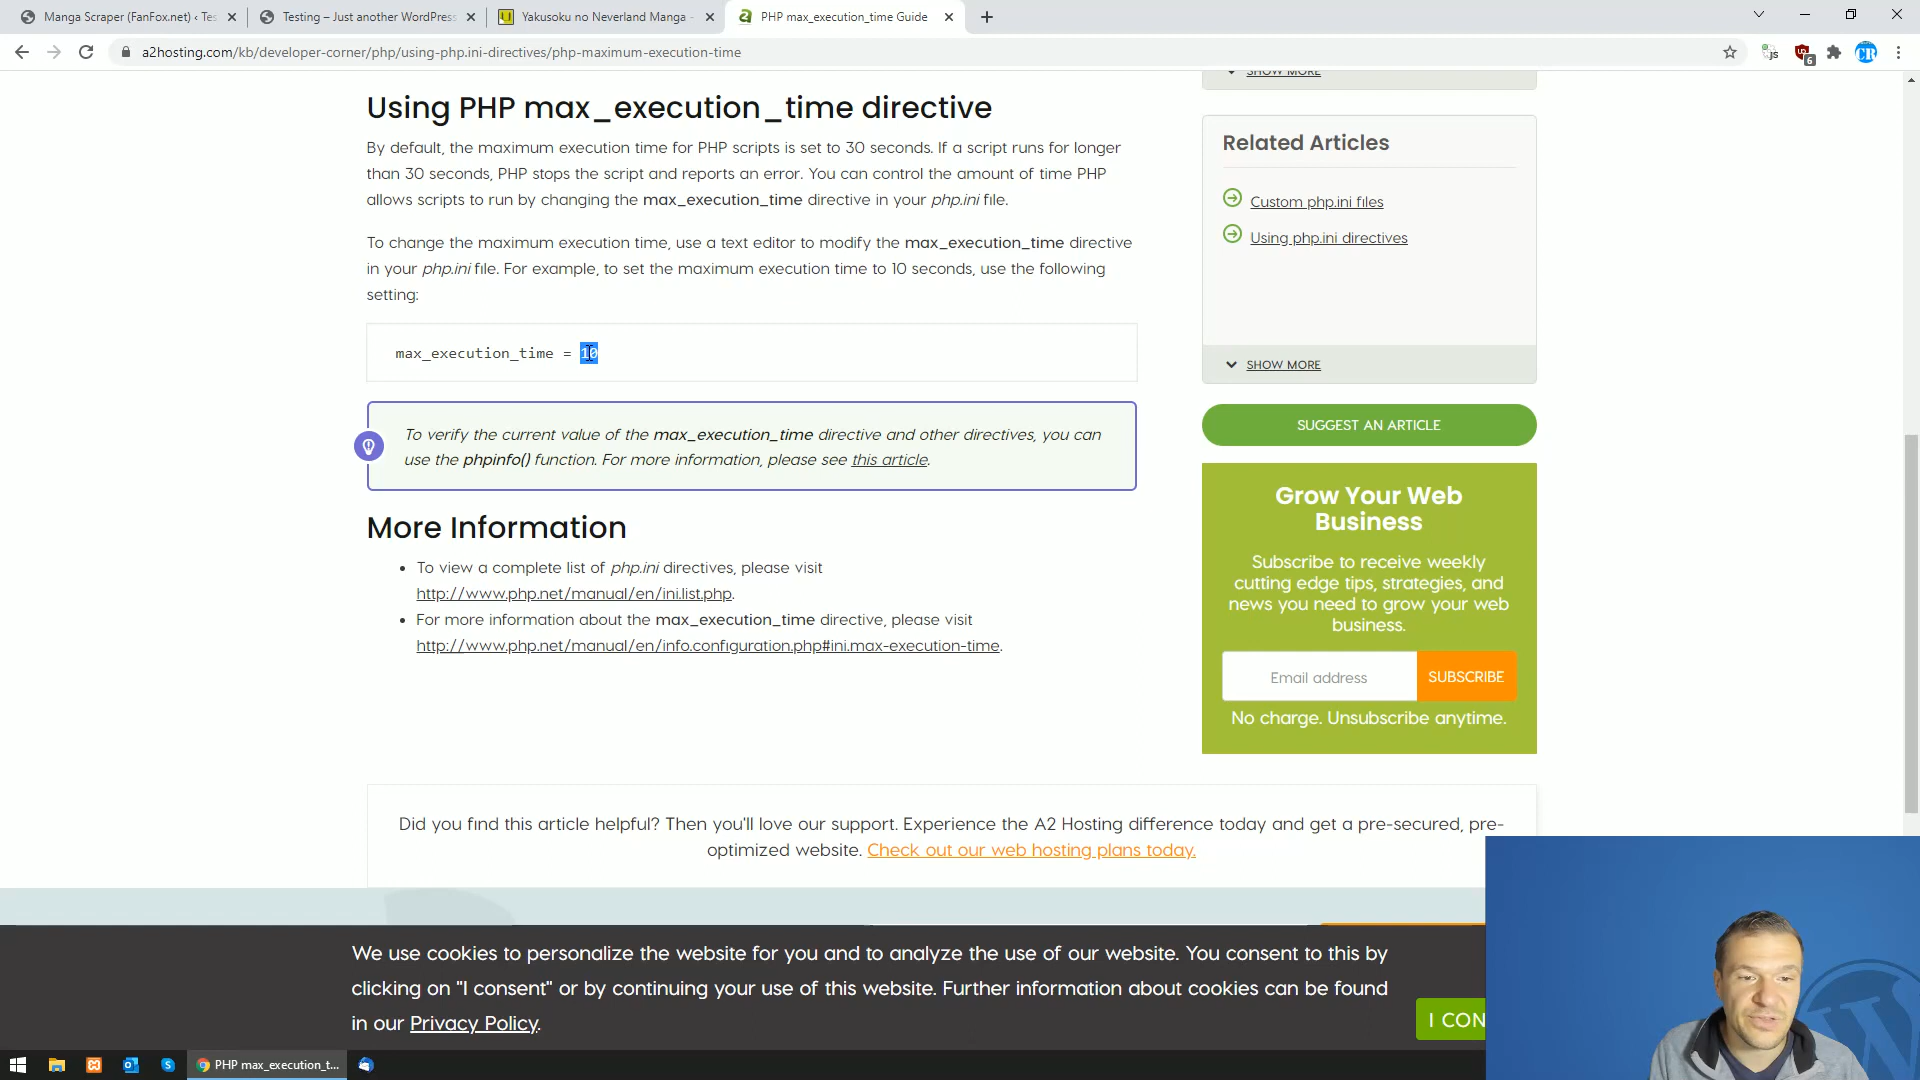 Manga Scraper (FanFox.net) ‹ Tes
Testing – Just another WordPress
Yakusoku no Neverland Manga -
PHP max_execution_time Guide
a2hosting.com/kb/developer-corner/php/using-php.ini-directives/php-maximum-execution-time
6
SHOW MORE
Using PHP max_execution_time directive
By default, the maximum execution time for PHP scripts is set to 30 seconds. If a script runs for longer
than 30 seconds, PHP stops the script and reports an error. You can control the amount of time PHP
allows scripts to run by changing the max_execution_time directive in your php.ini file.
To change the maximum execution time, use a text editor to modify the max_execution_time directive
in your php.ini file. For example, to set the maximum execution time to 10 seconds, use the following
setting:
max_execution_time = 10
To verify the current value of the max_execution_time directive and other directives, you can
use the phpinfo() function. For more information, please see this article.
More Information
To view a complete list of php.ini directives, please visit
http://www.php.net/manual/en/ini.list.php.
For more information about the max_execution_time directive, please visit
http://www.php.net/manual/en/info.configuration.php#ini.max-execution-time.
Related Articles
Custom php.ini files
Using php.ini directives
SHOW MORE
SUGGEST AN ARTICLE
Grow Your Web
Business
Subscribe to receive weekly
cutting edge tips, strategies, and
news you need to grow your web
business.
Email address
SUBSCRIBE
No charge. Unsubscribe anytime.
Did you find this article helpful? Then you'll love our support. Experience the A2 Hosting difference today and get a pre-secured, pre-
optimized website. Check out our web hosting plans today.
We use cookies to personalize the website for you and to analyze the use of our website. You consent to this by
clicking on "I consent" or by continuing your use of this website. Further information about cookies can be found
in our Privacy Policy.
I CON
PHP max_execution_t...